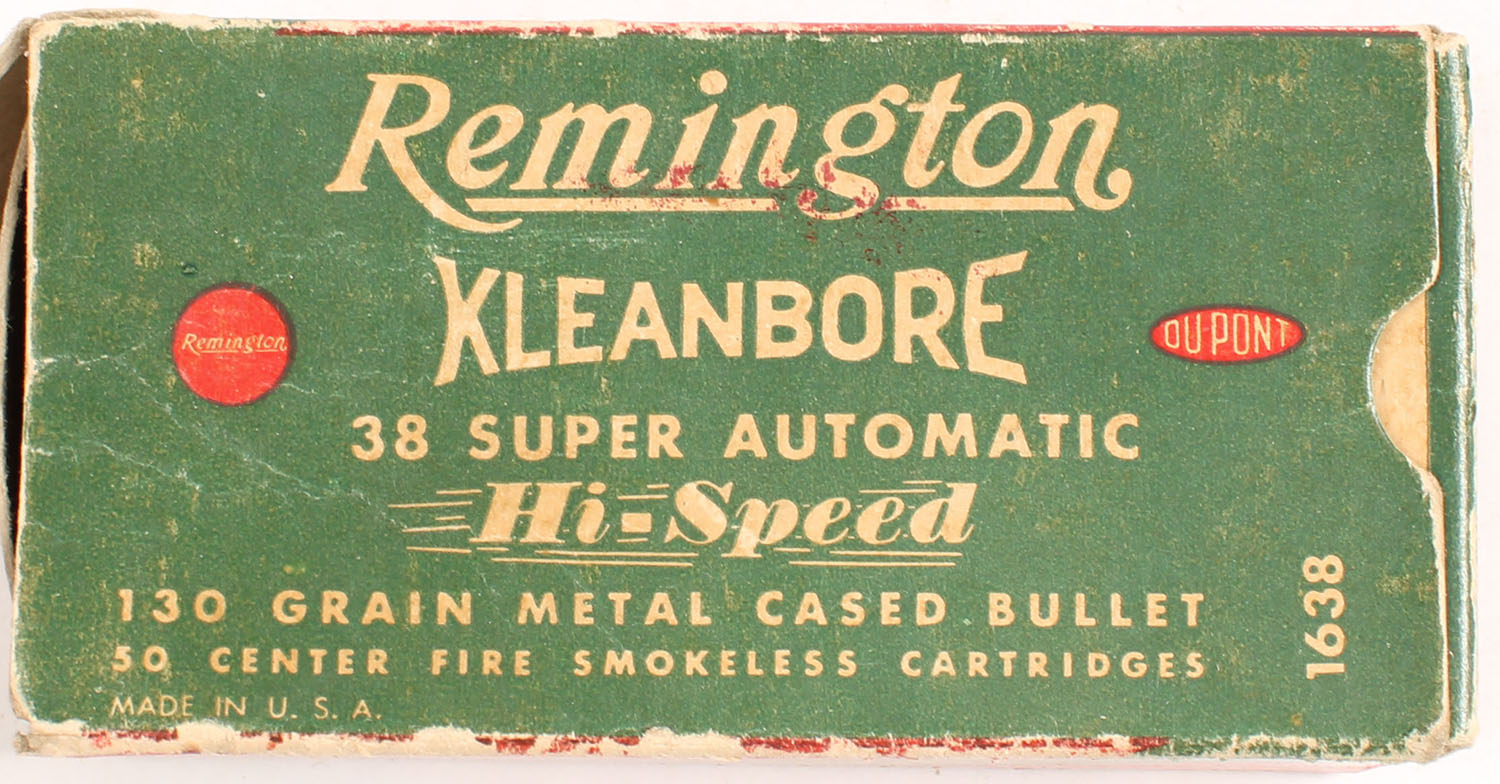 Remington
KLEANBORE
Remington
DU PONT
38 SUPER AUTOMATIC
Hi-Speed
130 GRAIN METAL CASED BULLET
50 CENTER FIRE SMOKELESS CARTRIDGES
MADE IN U. S. A.
1638